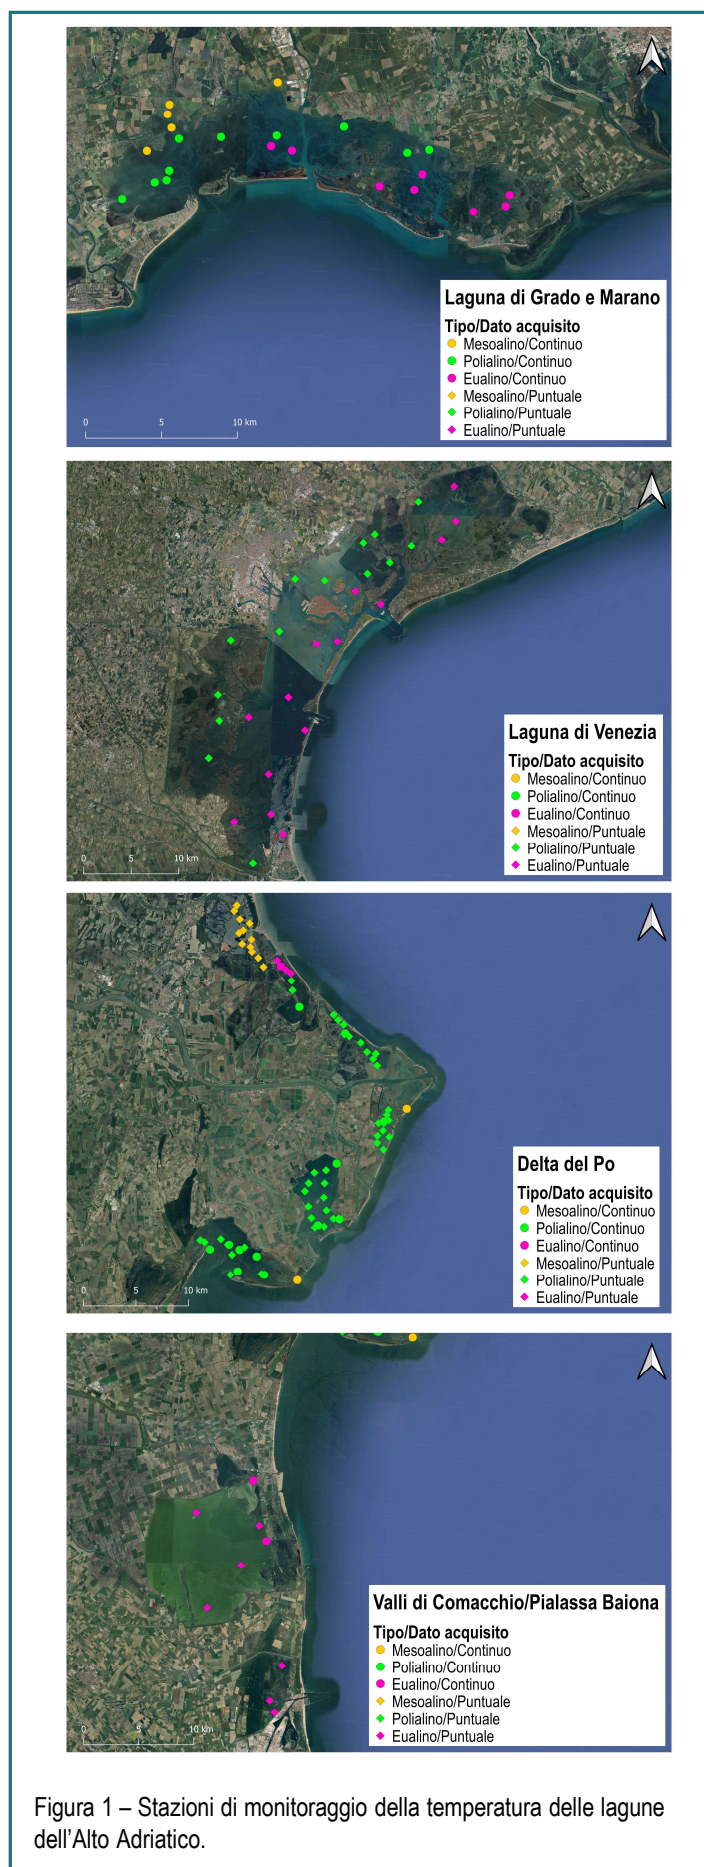 Laguna di Grado e Marano
Tipo/Dato acquisito
Mesoalino/Continuo
Polialino/Continuo
Eualino/Continuo
Mesoalino/Puntuale
Polialino/Puntuale
Eualino/Puntuale
0 5 10 km
Laguna di Venezia
Tipo/Dato acquisito
Mesoalino/Continuo
Polialino/Continuo
Eualino/Continuo
Mesoalino/Puntuale
Polialino/Puntuale
Eualino/Puntuale
0 5 10 km
Delta del Po
Tipo/Dato acquisito
Mesoalino/Continuo
Polialino/Continuo
Eualino/Continuo
Mesoalino/Puntuale
Polialino/Puntuale
Eualino/Puntuale
0 5 10 km
Valli di Comacchio/Pialassa Baiona
Tipo/Dato acquisito
Mesoalino/Continuo
Polialino/Continuo
Eualino/Continuo
Mesoalino/Puntuale
Polialino/Puntuale
Eualino/Puntuale
0 5 10 km
Figura 1 – Stazioni di monitoraggio della temperatura delle lagune
dell'Alto Adriatico.